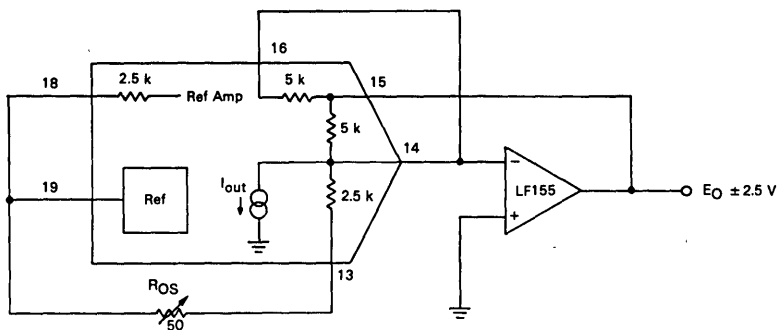 16
18
2.5 k
Ref Amp
5 k
15
5 k
14
19
Ref
Iout
2.5 k
−
LF155
+
EO ±2.5 V
13
ROS
50